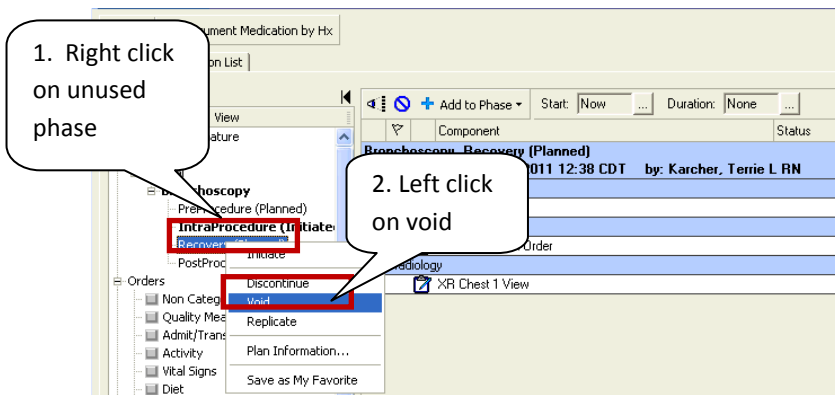 ument Medication by Hx
on List
1. Right click
on unused
phase
View
Add to Phase
Start: Now ... Duration: None ...
Component Status
ature
Bronchoscopy, Recovery (Planned)
2011 12:38 CDT by: Karcher, Terrie L RN
2. Left click
on void
PreProcedure (Planned)
IntraProcedure (Initiate
Recovery
Initiate
Order
PostProc
diology
Orders
Discontinue
XR Chest 1 View
Non Categ
Void
Quality Mea
Replicate
Admit/Trans
Activity
Plan Information...
Vital Signs
Save as My Favorite
Diet